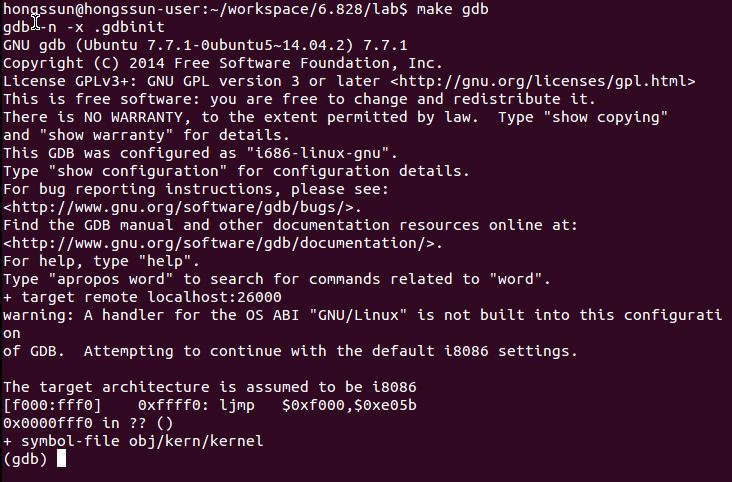 hongssun@hongssun-user:~/workspace/6.828/lab$ make gdb
gdb -n -x .gdbinit
GNU gdb (Ubuntu 7.7.1-0ubuntu5~14.04.2) 7.7.1
Copyright (C) 2014 Free Software Foundation, Inc.
License GPLv3+: GNU GPL version 3 or later <http://gnu.org/licenses/gpl.html>
This is free software: you are free to change and redistribute it.
There is NO WARRANTY, to the extent permitted by law.  Type "show copying"
and "show warranty" for details.
This GDB was configured as "i686-linux-gnu".
Type "show configuration" for configuration details.
For bug reporting instructions, please see:
<http://www.gnu.org/software/gdb/bugs/>.
Find the GDB manual and other documentation resources online at:
<http://www.gnu.org/software/gdb/documentation/>.
For help, type "help".
Type "apropos word" to search for commands related to "word".
+ target remote localhost:26000
warning: A handler for the OS ABI "GNU/Linux" is not built into this configurati
on
of GDB.  Attempting to continue with the default i8086 settings.
The target architecture is assumed to be i8086
[f000:fff0]    0xffff0: ljmp   $0xf000,$0xe05b
0x0000fff0 in ?? ()
+ symbol-file obj/kern/kernel
(gdb)